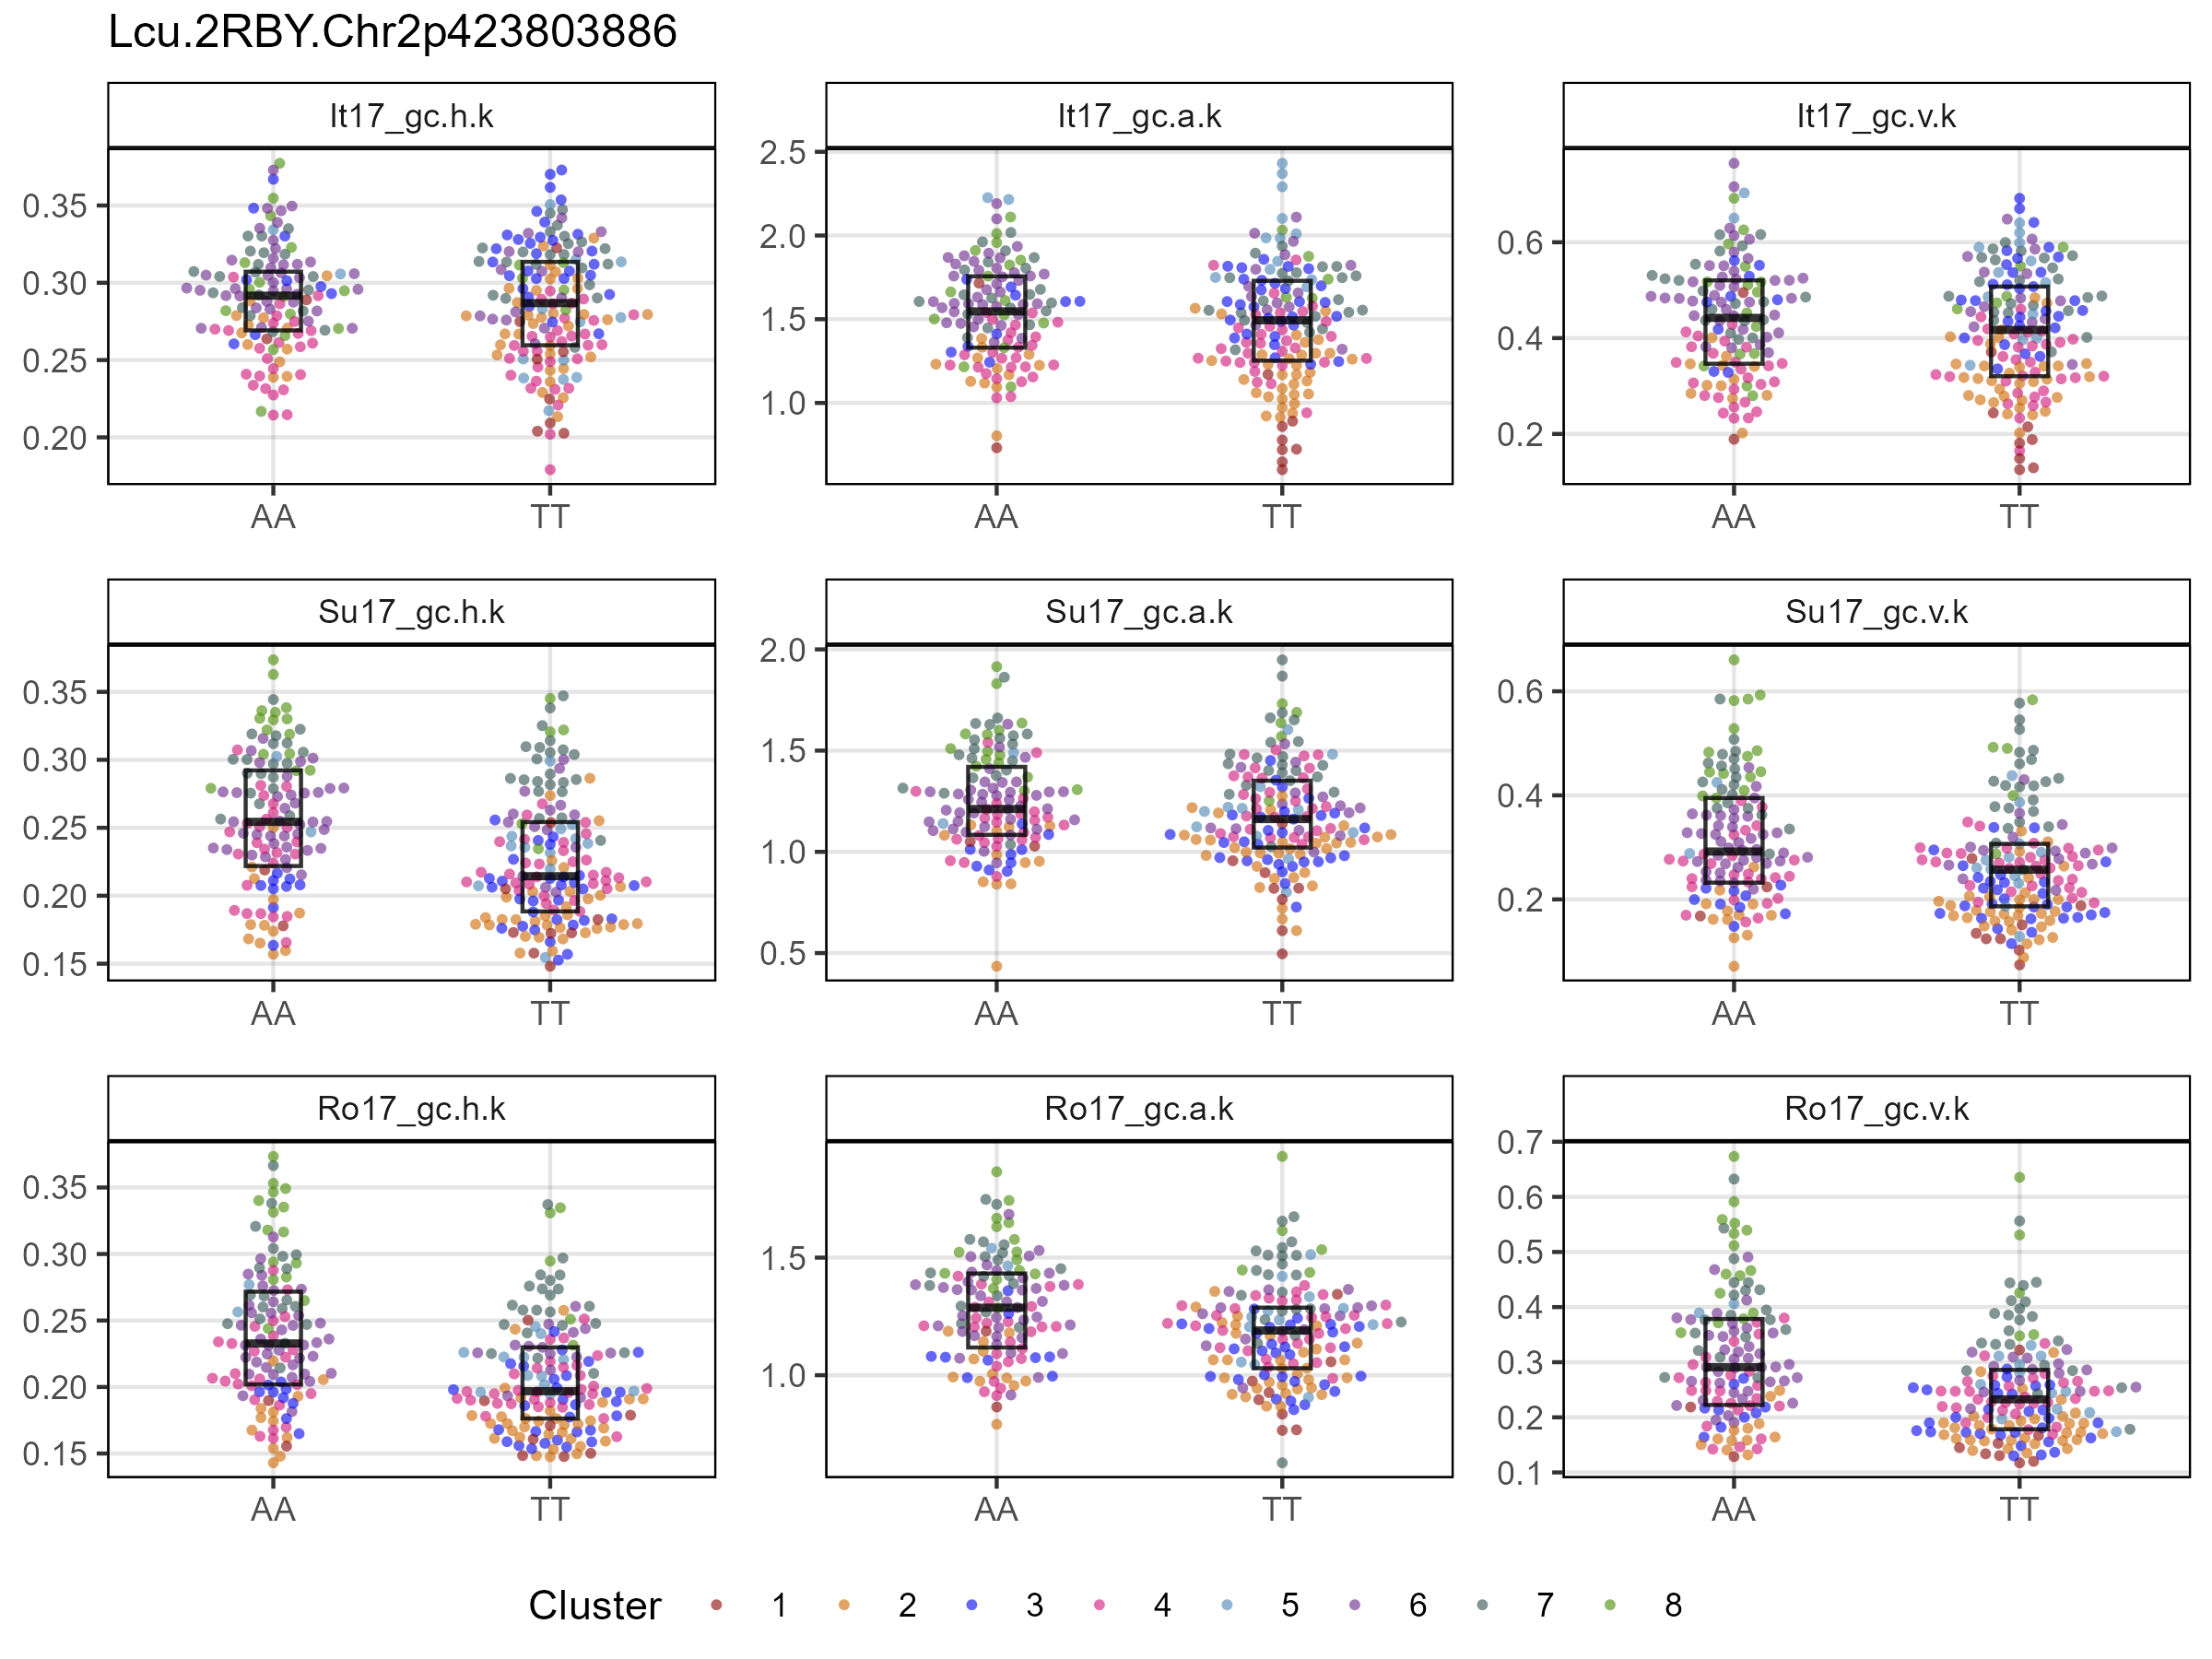 Lcu.2RBY.Chr2p423803886
It17_gc.h.k
It17_gc.a.k
It17_gc.v.k
0.35
0.30
0.25
0.20
AA TT
2.5
2.0
1.5
1.0
AA TT
0.6
0.4
0.2
AA TT
Su17_gc.h.k
Su17_gc.a.k
Su17_gc.v.k
0.35
0.30
0.25
0.20
0.15
AA TT
2.0
1.5
1.0
0.5
AA TT
0.6
0.4
0.2
AA TT
Ro17_gc.h.k
Ro17_gc.a.k
Ro17_gc.v.k
0.35
0.30
0.25
0.20
0.15
AA TT
1.5
1.0
AA TT
0.7
0.6
0.5
0.4
0.3
0.2
0.1
AA TT
Cluster 1 2 3 4 5 6 7 8